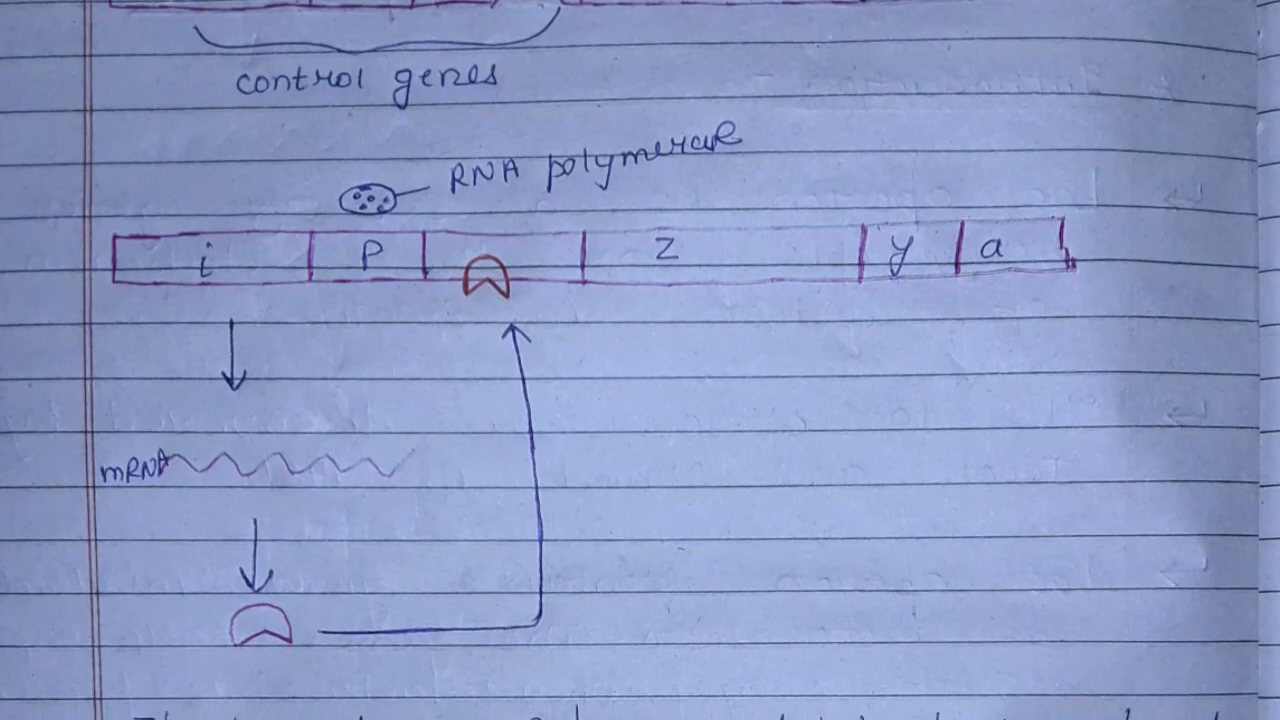 control genes
RNA polymerase
i P Z y a
mRNA